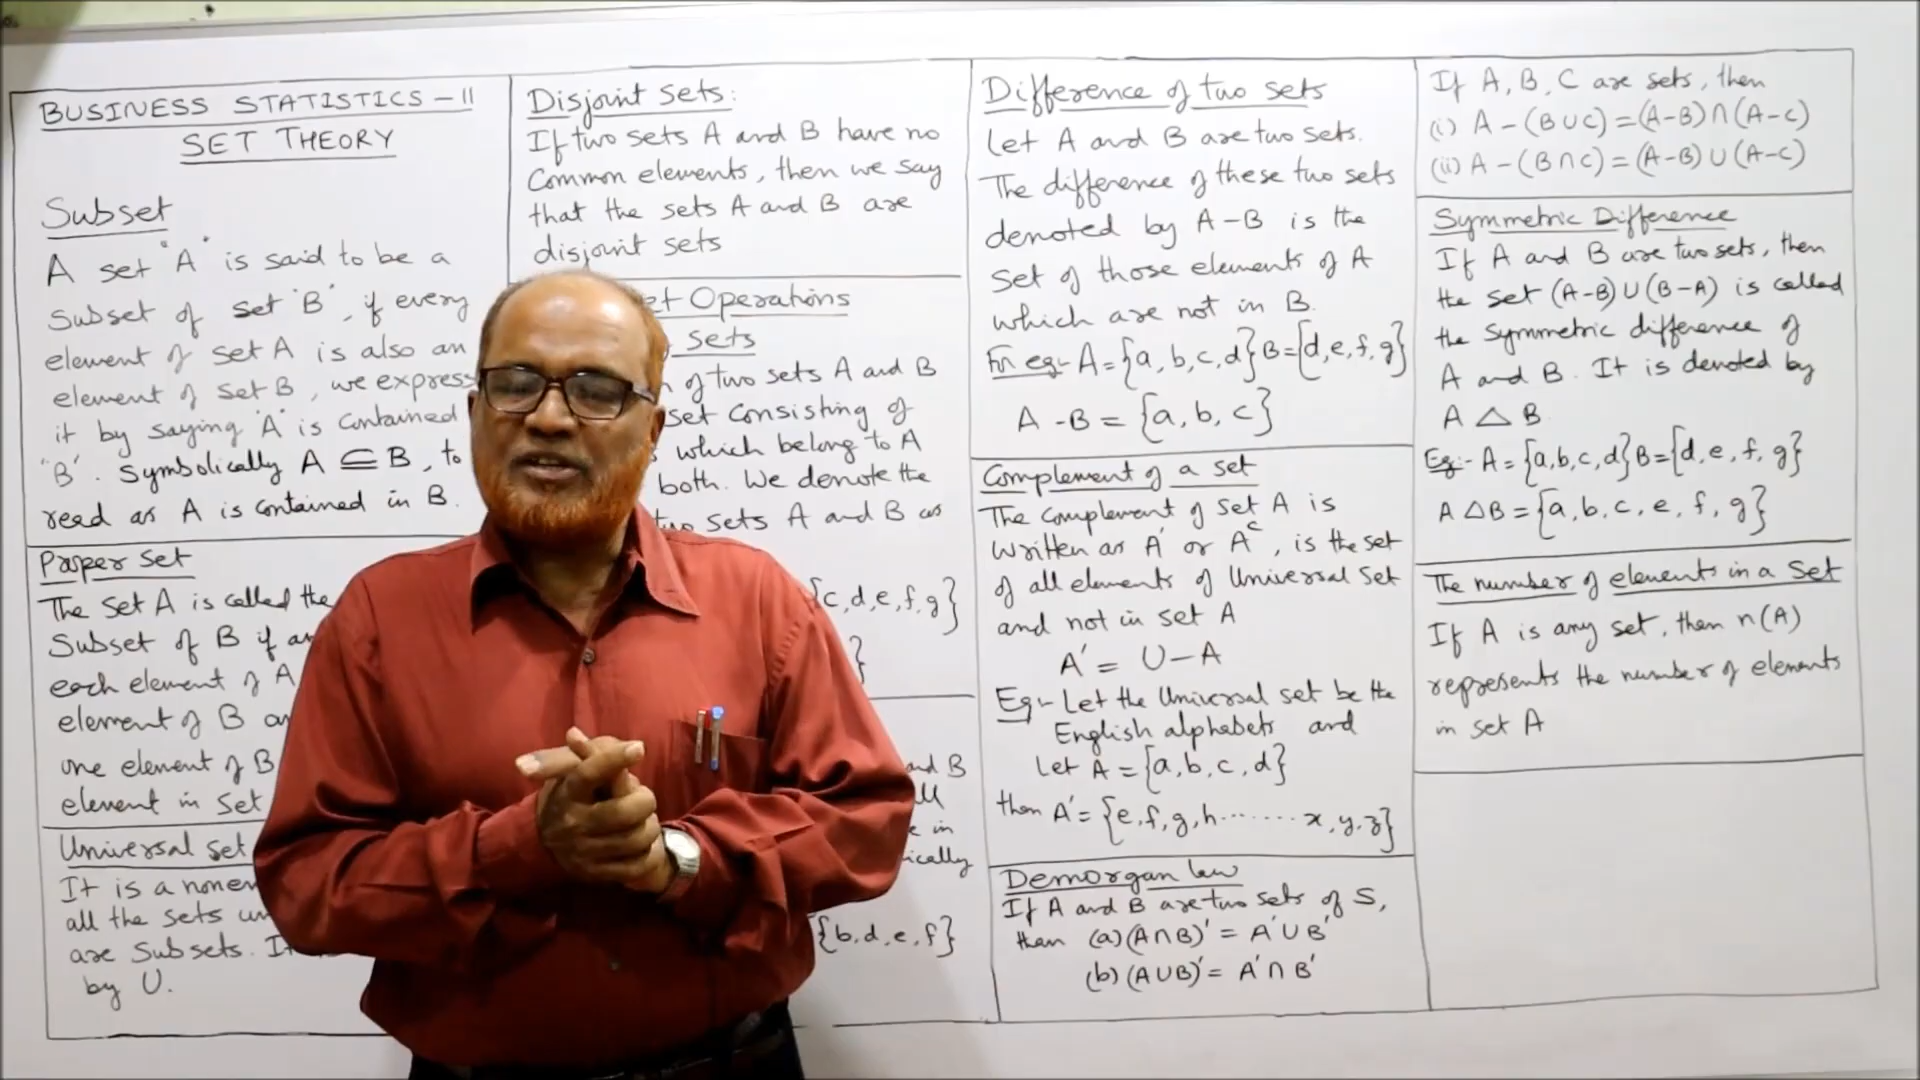 BUSINESS STATISTICS - II
SET THEORY
Subset
A set "A" is said to be a
subset of set 'B', if every
element of set A is also an
element of set B, we express
it by saying 'A' is contained
'B'. Symbolically A ⊆ B, to
read as A is contained in B.
Proper set
The set A is called the
Subset of B if
each element of A
element of B
one element of B
element in set
Universal set
It is a
all the sets
are Subsets.
by U.
Disjoint sets:
If two sets A and B have no
Common elements, then we say
that the sets A and B are
disjoint sets
Operations
sets
of two sets A and B
set consisting of
which belong to A
both. We denote the
sets A and B as
c,d,e,f,g}
}
and B
in
{b,d,e,f}
Difference of two sets
Let A and B are two sets.
The difference of these two sets
denoted by A-B is the
set of those elements of A
which are not in B.
For eg:- A={a,b,c,d} B={d,e,f,g}
A-B = {a,b,c}
Complement of a set
The complement of set A is
written as A' or Aᶜ, is the set
of all elements of Universal Set
and not in set A
A' = U-A
Eg:- Let the Universal set be the
English alphabets and
Let A = {a,b,c,d}
then A' = {e,f,g,h.......x,y,z}
Demorgan law
If A and B are two sets of S,
then (a) (A∩B)' = A'∪B'
(b) (A∪B)' = A'∩B'
If A, B, C are sets, then
(i) A-(B∪C) = (A-B)∩(A-C)
(ii) A-(B∩C) = (A-B)∪(A-C)
Symmetric Difference
If A and B are two sets, then
the set (A-B)∪(B-A) is called
the symmetric difference of
A and B. It is denoted by
A △ B.
Eg:- A={a,b,c,d} B={d,e,f,g}
A△B = {a,b,c,e,f,g}
The number of elements in a set
If A is any set, then n(A)
represents the number of elements
in set A